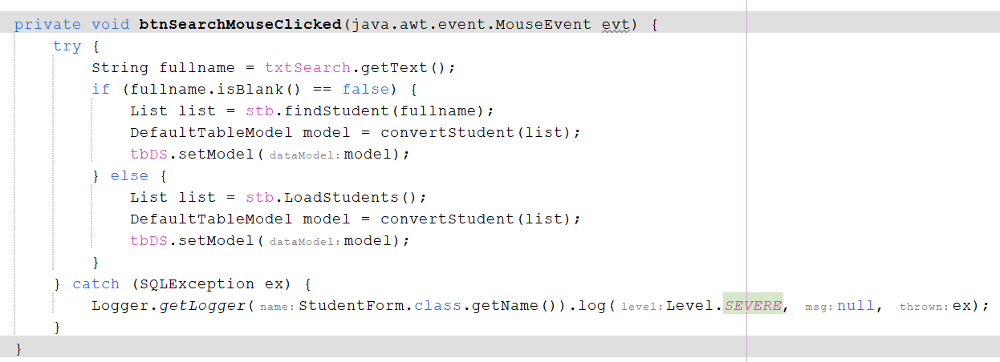 private void btnSearchMouseClicked(java.awt.event.MouseEvent evt) {
    try {
        String fullname = txtSearch.getText();
        if (fullname.isBlank() == false) {
            List list = stb.findStudent(fullname);
            DefaultTableModel model = convertStudent(list);
            tbDS.setModel( dataModel: model);
        } else {
            List list = stb.LoadStudents();
            DefaultTableModel model = convertStudent(list);
            tbDS.setModel( dataModel: model);
        }
    } catch (SQLException ex) {
        Logger.getLogger( name: StudentForm.class.getName()).log( level: Level.SEVERE,  msg: null,  thrown: ex);
    }
}